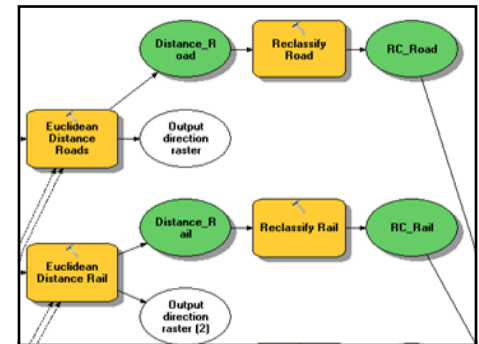 Distance_R
oad
Reclassify
Road
RC_Road
Euclidean
Distance
Roads
Output
direction
raster
Distance_R
ail
Reclassify Rail
RC_Rail
Euclidean
Distance Rail
Output
direction
raster (2)